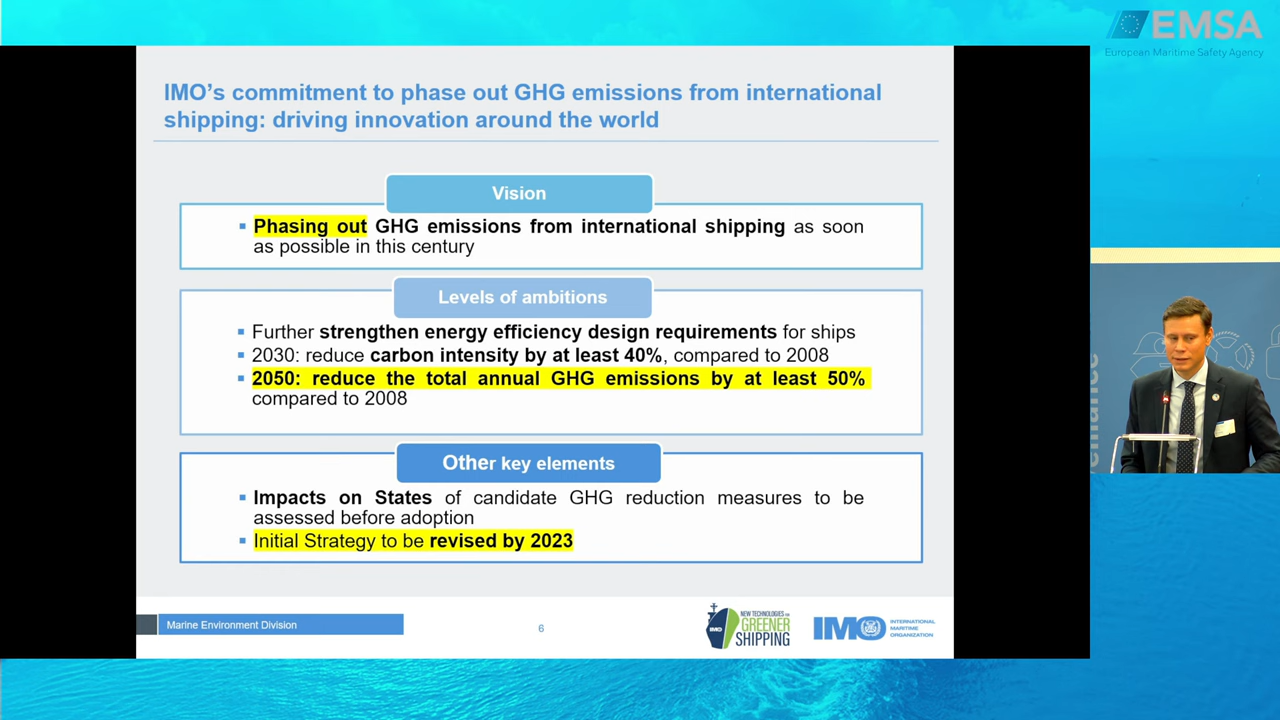 EMSA
European Maritime Safety Agency
IMO's commitment to phase out GHG emissions from international
shipping: driving innovation around the world
Vision
▪ Phasing out GHG emissions from international shipping as soon
as possible in this century
Levels of ambitions
▪ Further strengthen energy efficiency design requirements for ships
▪ 2030: reduce carbon intensity by at least 40%, compared to 2008
▪ 2050: reduce the total annual GHG emissions by at least 50%
compared to 2008
Other key elements
▪ Impacts on States of candidate GHG reduction measures to be
assessed before adoption
▪ Initial Strategy to be revised by 2023
Marine Environment Division
6
IMO
NEW TECHNOLOGIES FOR
GREENER
SHIPPING
IMO
INTERNATIONAL
MARITIME
ORGANIZATION